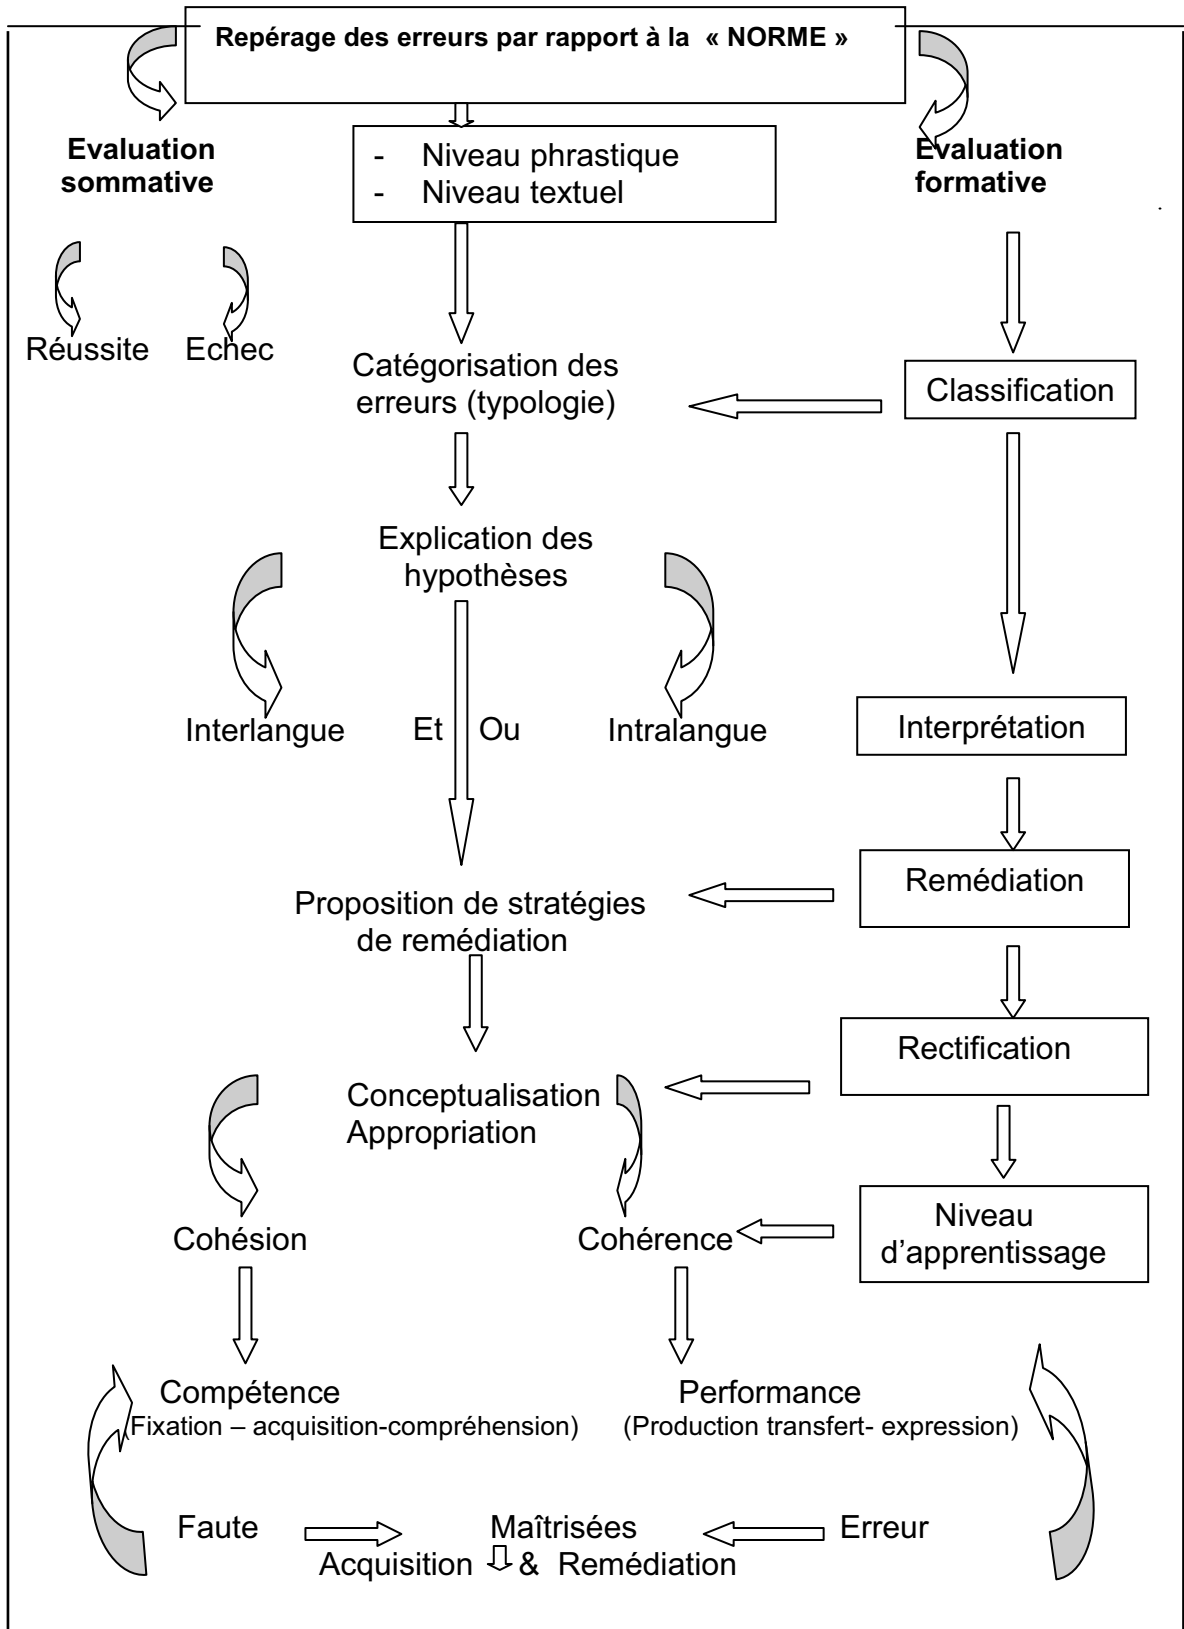 Repérage des erreurs par rapport à la « NORME »
Evaluation
sommative
- Niveau phrastique
- Niveau textuel
Evaluation
formative
Réussite Echec
Catégorisation des
erreurs (typologie)
Classification
Explication des
hypothèses
Interlangue Et Ou Intralangue
Interprétation
Remédiation
Proposition de stratégies
de remédiation
Rectification
Conceptualisation
Appropriation
Niveau
d’apprentissage
Cohésion Cohérence
Compétence
(Fixation – acquisition-compréhension)
Performance
(Production transfert- expression)
Faute Maîtrisées Erreur
Acquisition & Remédiation